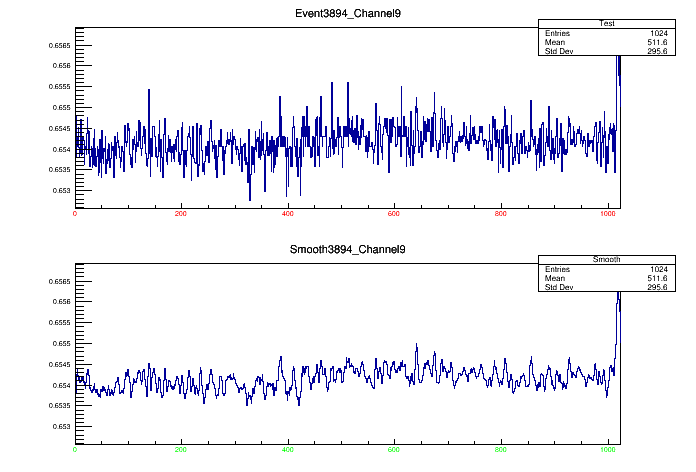 Event3894_Channel9
Test
Entries 1024
Mean 511.6
Std Dev 295.6
0.6565
0.656
0.6555
0.655
0.6545
0.654
0.6535
0.653
0 200 400 600 800 1000
Smooth3894_Channel9
Smooth
Entries 1024
Mean 511.6
Std Dev 295.6
0.6565
0.656
0.6555
0.655
0.6545
0.654
0.6535
0.653
0 200 400 600 800 1000